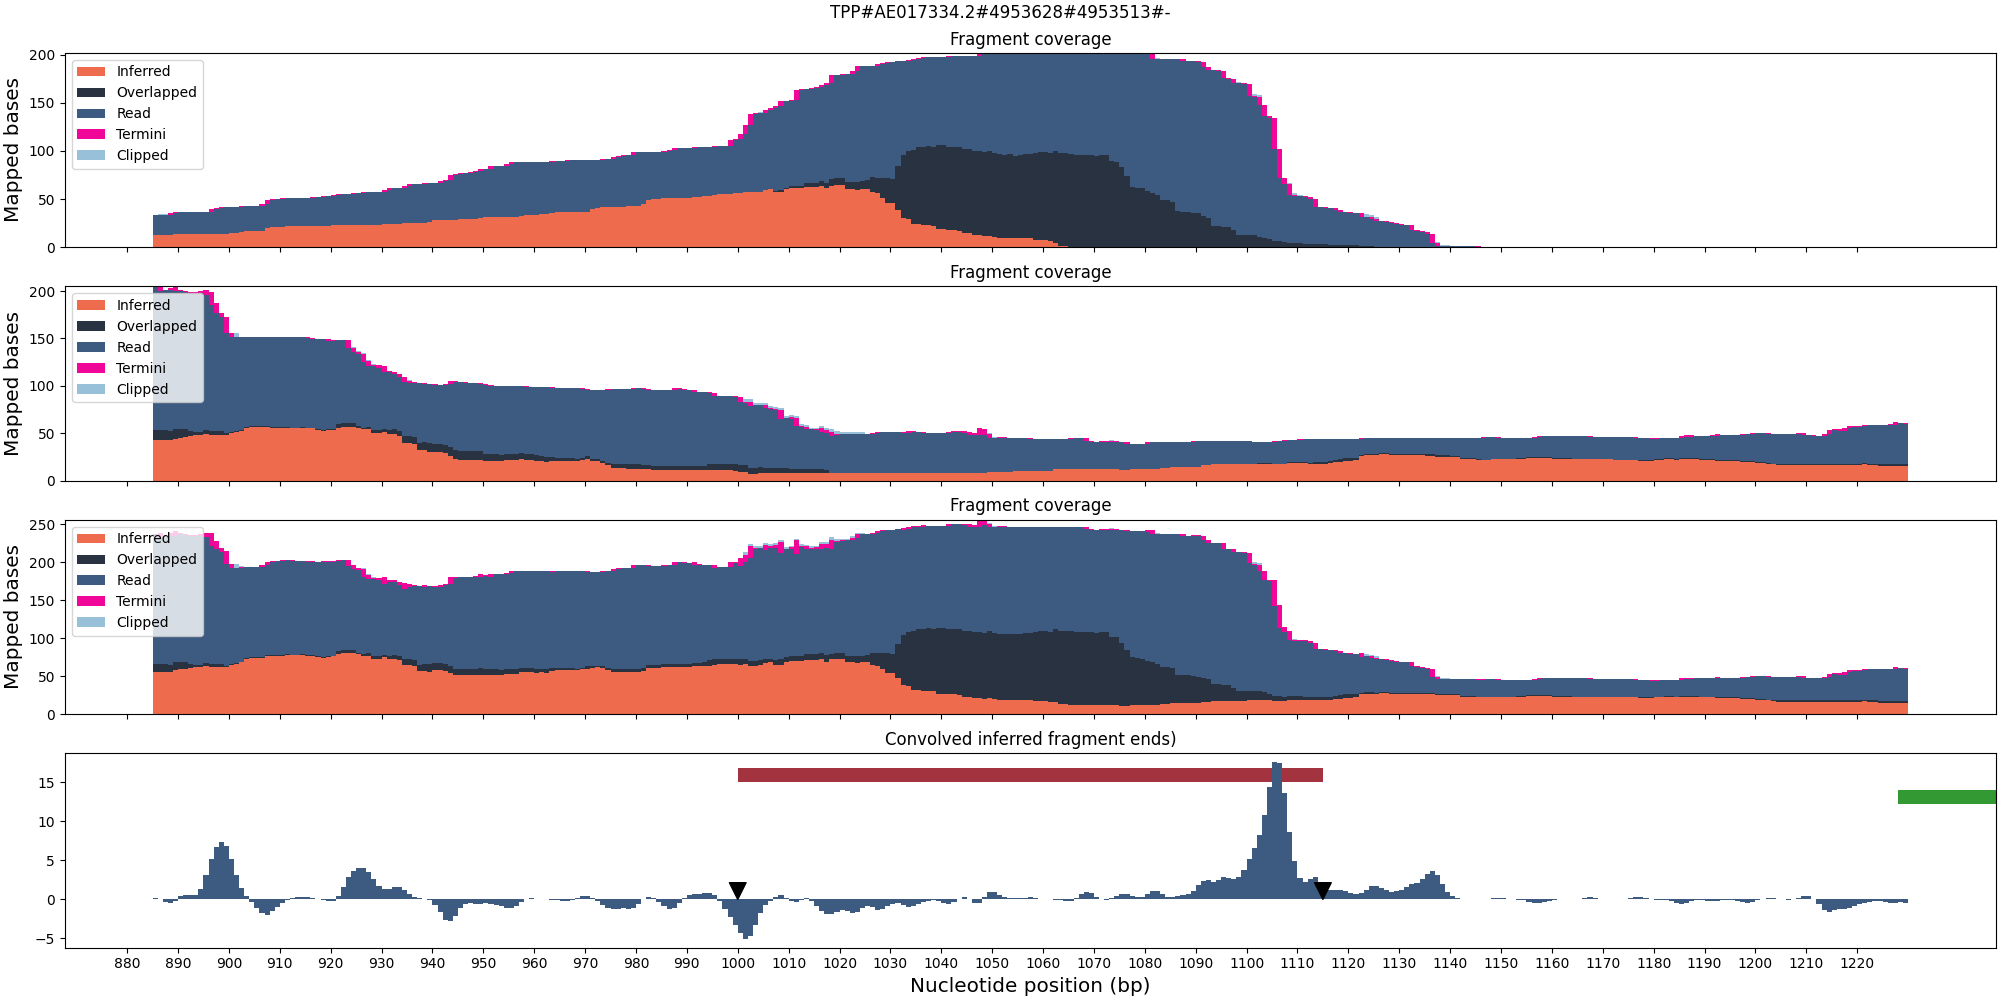 TPP#AE017334.2#4953628#4953513#-
Fragment coverage
Mapped bases
200
150
100
50
0
Inferred
Overlapped
Read
Termini
Clipped
Fragment coverage
Mapped bases
200
150
100
50
0
Inferred
Overlapped
Read
Termini
Clipped
Fragment coverage
Mapped bases
250
200
150
100
50
0
Inferred
Overlapped
Read
Termini
Clipped
Convolved inferred fragment ends)
15
10
5
0
−5
880 890 900 910 920 930 940 950 960 970 980 990 1000 1010 1020 1030 1040 1050 1060 1070 1080 1090 1100 1110 1120 1130 1140 1150 1160 1170 1180 1190 1200 1210 1220
Nucleotide position (bp)